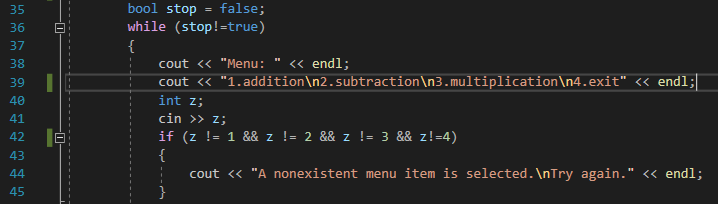 35 bool stop = false;
36 while (stop!=true)
37 {
38 cout << "Menu: " << endl;
39 cout << "1.addition\n2.subtraction\n3.multiplication\n4.exit" << endl;
40 int z;
41 cin >> z;
42 if (z != 1 && z != 2 && z != 3 && z!=4)
43 {
44 cout << "A nonexistent menu item is selected.\nTry again." << endl;
45 }